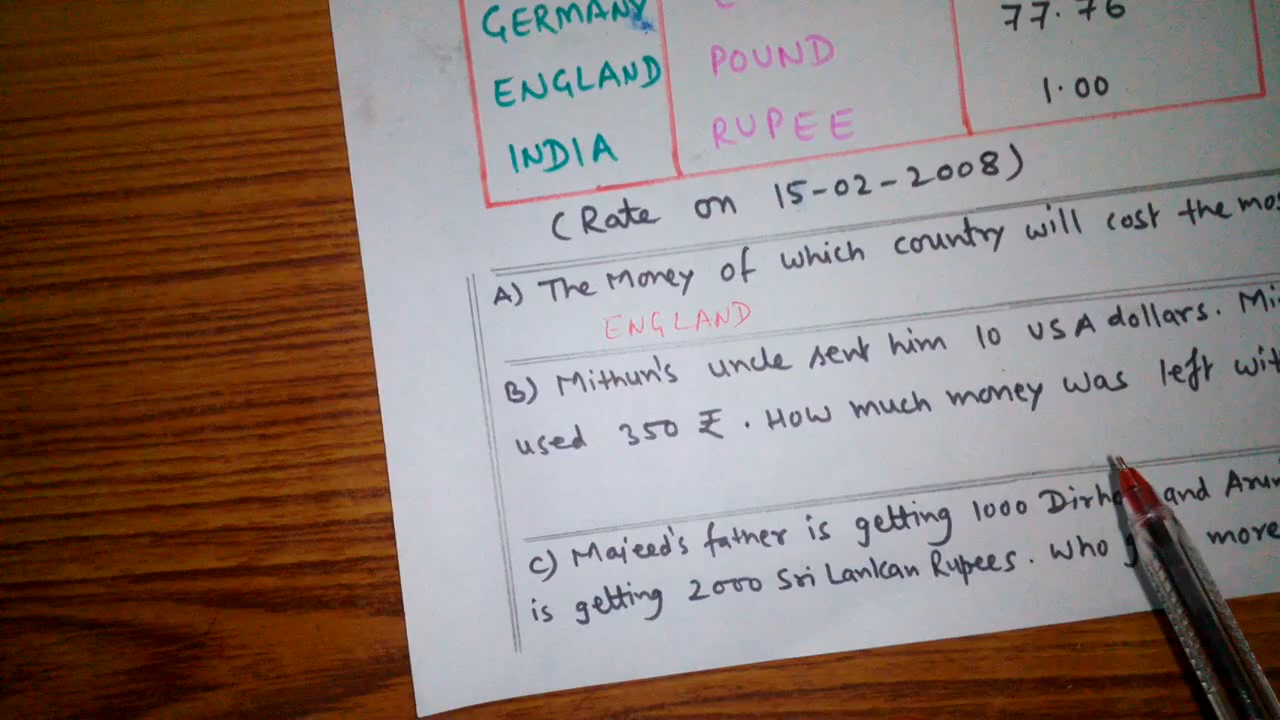 GERMANY
77.76
ENGLAND POUND
1.00
INDIA RUPEE
(Rate on 15-02-2008)
A) The Money of which country will cost the
ENGLAND
B) Mithun's uncle sent him 10 USA dollars.
used 350 ₹. How much money was left
C) Majeed's father is getting 1000 and
is getting 2000 Sri Lankan Rupees. Who more